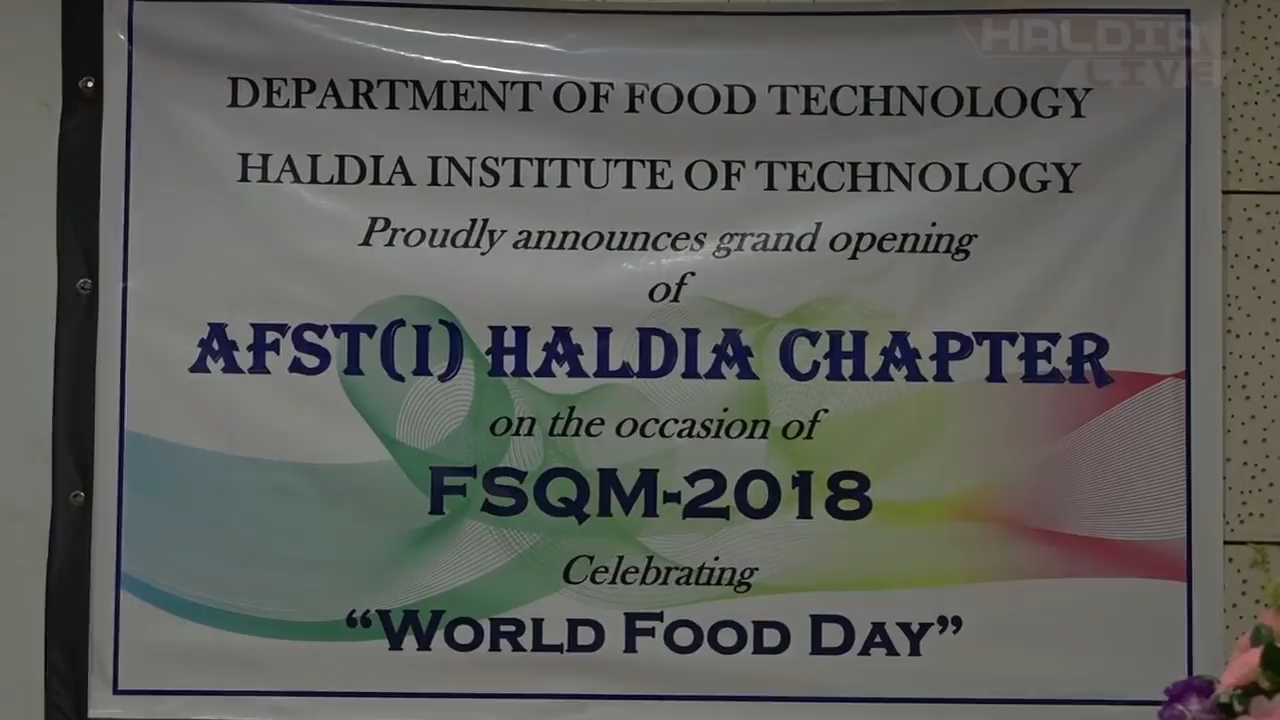 HALDIA
LIVE
DEPARTMENT OF FOOD TECHNOLOGY
HALDIA INSTITUTE OF TECHNOLOGY
Proudly announces grand opening
of
AFST(I) HALDIA CHAPTER
on the occasion of
FSQM-2018
Celebrating
“WORLD FOOD DAY”